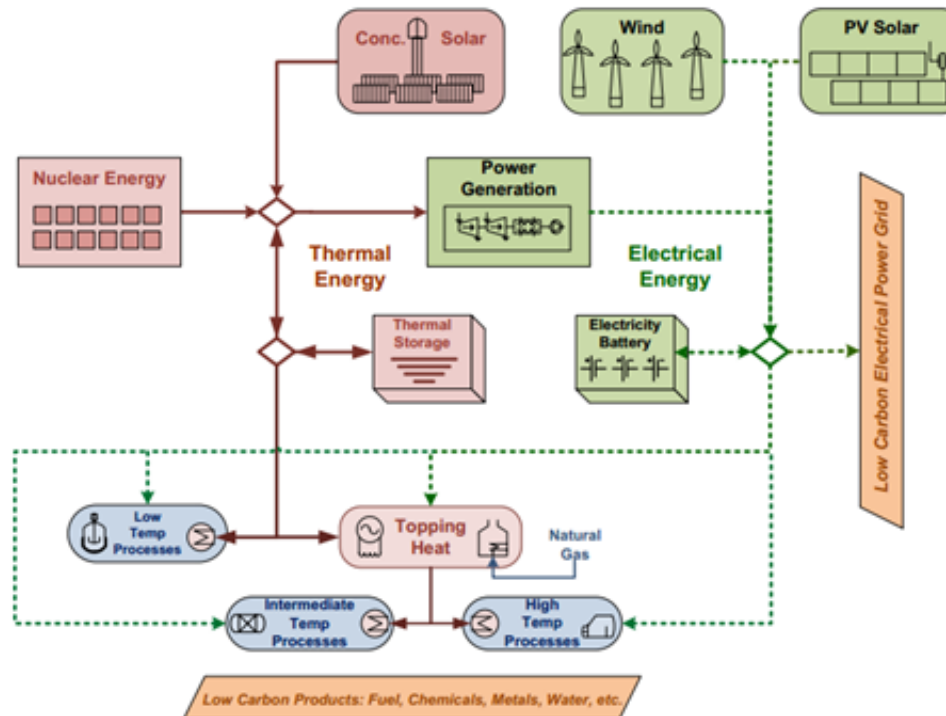 Conc. Solar
Wind
PV Solar
Nuclear Energy
Power
Generation
Thermal
Energy
Electrical
Energy
Thermal
Storage
Electricity
Battery
Low Carbon Electrical Power Grid
Low
Temp
Processes
Topping
Heat
Natural
Gas
Intermediate
Temp
Processes
High
Temp
Processes
Low Carbon Products: Fuel, Chemicals, Metals, Water, etc.